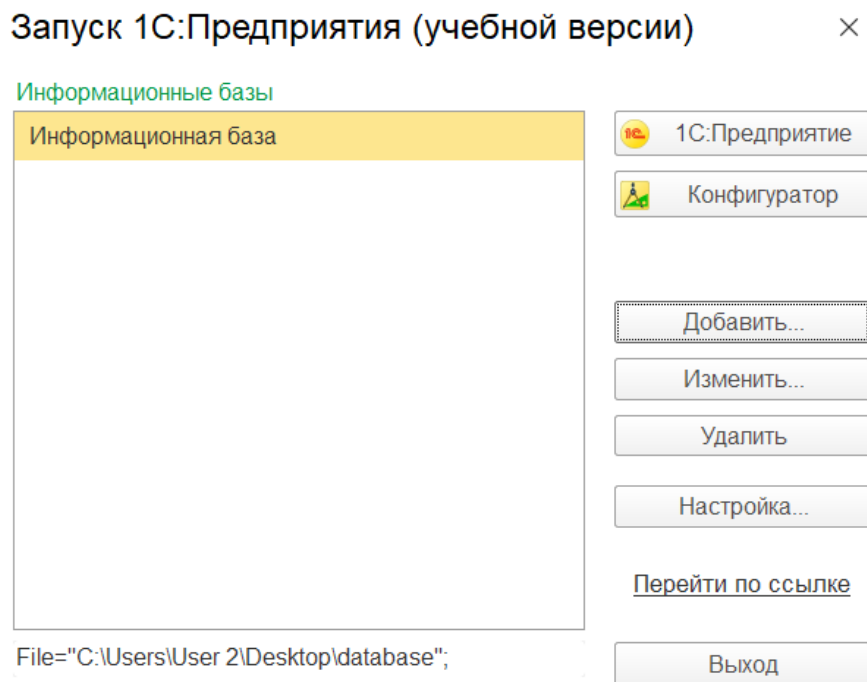 Запуск 1С:Предприятия (учебной версии)
Информационные базы
Информационная база
1С:Предприятие
Конфигуратор
Добавить...
Изменить...
Удалить
Настройка...
Перейти по ссылке
File="C:\Users\User 2\Desktop\database";
Выход